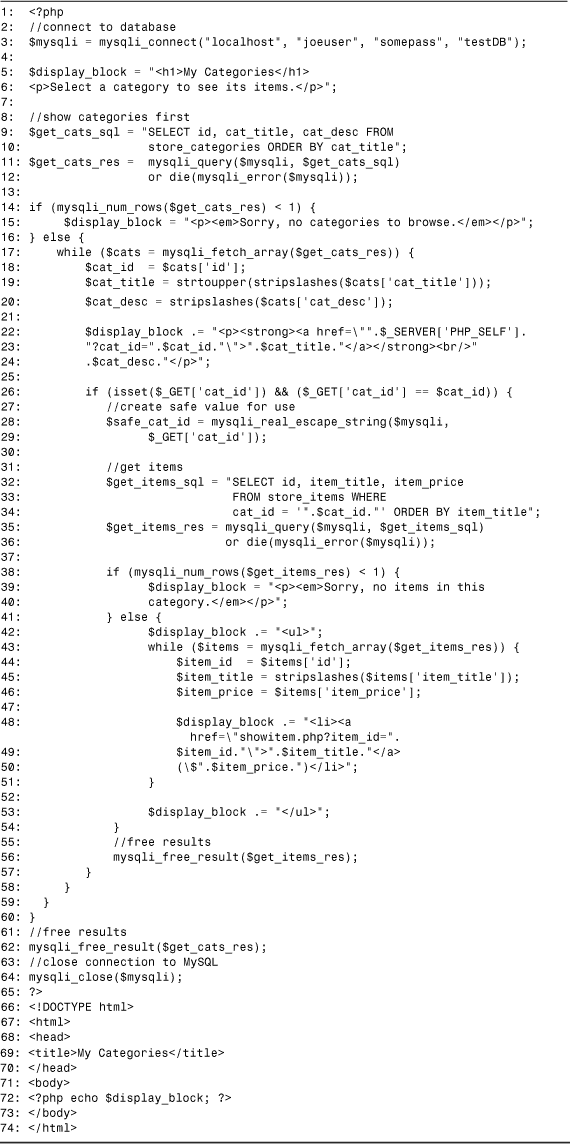 1: <?php
2: //connect to database
3: $mysqli = mysqli_connect("localhost", "joeuser", "somepass", "testDB");
4:
5: $display_block = "<h1>My Categories</h1>
6: <p>Select a category to see its items.</p>";
7:
8: //show categories first
9: $get_cats_sql = "SELECT id, cat_title, cat_desc FROM
10: store_categories ORDER BY cat_title";
11: $get_cats_res = mysqli_query($mysqli, $get_cats_sql)
12: or die(mysqli_error($mysqli));
13:
14: if (mysqli_num_rows($get_cats_res) < 1) {
15: $display_block = "<p><em>Sorry, no categories to browse.</em></p>";
16: } else {
17: while ($cats = mysqli_fetch_array($get_cats_res)) {
18: $cat_id = $cats['id'];
19: $cat_title = strtoupper(stripslashes($cats['cat_title']));
20: $cat_desc = stripslashes($cats['cat_desc']);
21:
22: $display_block .= "<p><strong><a href=\"".$_SERVER['PHP_SELF'].
23: "?cat_id=".$cat_id."\">".$cat_title."</a></strong><br/>"
24: .$cat_desc."</p>";
25:
26: if (isset($_GET['cat_id']) && ($_GET['cat_id'] == $cat_id)) {
27: //create safe value for use
28: $safe_cat_id = mysqli_real_escape_string($mysqli,
29: $_GET['cat_id']);
30:
31: //get items
32: $get_items_sql = "SELECT id, item_title, item_price
33: FROM store_items WHERE
34: cat_id = '".$cat_id."' ORDER BY item_title";
35: $get_items_res = mysqli_query($mysqli, $get_items_sql)
36: or die(mysqli_error($mysqli));
37:
38: if (mysqli_num_rows($get_items_res) < 1) {
39: $display_block = "<p><em>Sorry, no items in this
40: category.</em></p>";
41: } else {
42: $display_block .= "<ul>";
43: while ($items = mysqli_fetch_array($get_items_res)) {
44: $item_id = $items['id'];
45: $item_title = stripslashes($items['item_title']);
46: $item_price = $items['item_price'];
47:
48: $display_block .= "<li><a
href=\"showitem.php?item_id=".
49: $item_id."\">".$item_title."</a>
50: (\$".$item_price.")</li>";
51: }
52:
53: $display_block .= "</ul>";
54: }
55: //free results
56: mysqli_free_result($get_items_res);
57: }
58: }
59: }
60: }
61: //free results
62: mysqli_free_result($get_cats_res);
63: //close connection to MySQL
64: mysqli_close($mysqli);
65: ?>
66: <!DOCTYPE html>
67: <html>
68: <head>
69: <title>My Categories</title>
70: </head>
71: <body>
72: <?php echo $display_block; ?>
73: </body>
74: </html>